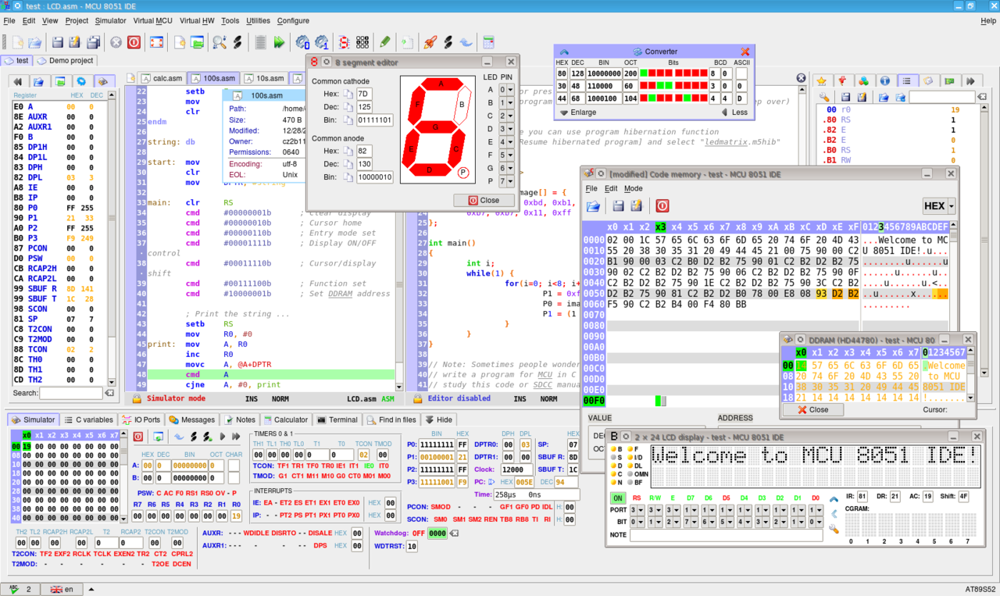 test : LCD.asm - MCU 8051 IDE
File Edit View Project Simulator Virtual MCU Virtual HW Tools Utilities Configure Help
test Demo project
calc.asm 100s.asm 10s.asm
Register HEX DEC
E0 A 00 0
8E AUXR 00 0
A2 AUXR1 00 0
F0 B 00 0
85 DP1H 00 0
84 DP1L 00 0
83 DPH 00 0
82 DPL 03 3
A8 IE 00 0
B8 IP 00 0
80 P0 FF 255
90 P1 21 33
A0 P2 FF 255
B0 P3 F9 249
87 PCON 00 0
D0 PSW 00 0
CB RCAP2H 00 0
CA RCAP2L 00 0
99 SBUF R 8D 141
99 SBUF T 1C 28
98 SCON 00 0
81 SP 07 7
C8 T2CON 00 0
C9 T2MOD 00 0
88 TCON 02 2
8C TH0 00 0
8D TH1 00 0
CD TH2 00 0
Search:
22 setb
23 mov
24 clr
25 endm
26
27 string: db
28
29 start: mov
30 clr
31 mov DPTR, #string
32
33 main: clr RS
34 cmd #00000001b ; Clear display
35 cmd #00000010b ; Cursor home
36 cmd #00000110b ; Entry mode set
37 cmd #00001111b ; Display ON/OFF
control
38 cmd #00011110b ; Cursor/display
shift
39 cmd #00111100b ; Function set
40 cmd #10000001b ; Set DDRAM address
41
42 ; Print the string ...
43 setb RS
44 mov R0, #0
45 print: mov A, R0
46 inc R0
47 movc A, @A+DPTR
48 cmd A
49 cjne A, #0, print
Simulator mode INS NORM LCD.asm ASM
100s.asm
Path: /home/
Size: 470 B
Modified: 12/28/2
Owner: cz2b11
Permissions: 0640
Encoding: utf-8
EOL: Unix
8 segment editor
Common cathode
Hex: 7D
Dec: 125
Bin: 01111101
Common anode
Hex: 82
Dec: 130
Bin: 10000010
A
F B
G
E C
D P
LED PIN
A 0
B 1
C 2
D 3
E 4
F 5
G 6
P 7
Close
or pres
program step over)
e you can use program hibernation function
Resume hibernated program] and select "ledmatrix.m5hib"
mage[] = {
0xbd, 0xb1,
24 0xb7, 0xb7, 0x11, 0xff
25 };
26
27 int main()
28 {
29 int i;
30 while(1) {
31 for(i=0; i<8; i+
32 P1 = 0xf
33 P0 = ima
34 P1 = (1
35 }
36 }
37 }
38
39 // Note: Sometimes people wonder
40 // write a program for MCU in C
41 // study this code or SDCC manua
Editor disabled INS NORM
Converter
HEX DEC BIN OCT Bits BCD ASCII
80 128 10000000 200 8 0
30 48 110000 60 3 0 0
44 68 1000100 104 4 4 D
Enlarge Less
00 r0 19
.80 RS 1
.82 E 1
.B2 E 0
.B0 RS 1
.B1 RW 0
[modified] Code memory - test - MCU 8051 IDE
File Edit Mode
HEX
x0 x1 x2 x3 x4 x5 x6 x7 x8 x9 xA xB xC xD xE xF 0123456789ABCDEF
0000 02 00 1C 57 65 6C 63 6F 6D 65 20 74 6F 20 4D 43 ...Welcome to MC
0010 55 20 38 30 35 31 20 49 44 45 21 00 75 90 00 C2 U 8051 IDE!.u...
0020 B1 90 00 03 C2 B0 D2 B2 75 90 01 C2 B2 D2 B2 75 ........u......u
0030 90 02 C2 B2 D2 B2 75 90 06 C2 B2 D2 B2 75 90 0F ......u......u..
0040 C2 B2 D2 B2 75 90 1E C2 B2 D2 B2 75 90 3C C2 B2 ....u......u.<..
0050 D2 B2 75 90 81 C2 B2 D2 B0 78 00 E8 08 93 D2 B2 ..u......x......
0060 F5 90 C2 B2 B4 00 F4 80 BB .........
0070
0080
0090
00A0
00B0
00C0
00D0
00E0
00F0
VALUE ADDRESS
DDRAM (HD44780) - test - MCU 80
x0 x1 x2 x3 x4 x5 x6 x7 01234567
00 14 57 65 6C 63 6F 6D 65 .Welcome
08 20 74 6F 20 4D 43 55 20 to MCU
10 38 30 35 31 20 49 44 45 8051 IDE
18 21 14 14 14 14 14 14 14 !.......
Close Cursor:
2 x 24 LCD display - test - MCU 8051 IDE
B F
S I/D
D DL
C OMN
N BF
Welcome to MCU 8051 IDE!
ON RS R/W E D7 D6 D5 D4 D3 D2 D1 D0
PORT 3 3 3 1 1 1 1 1 1 1 1
BIT 0 1 2 7 6 5 4 3 2 1 0
NOTE
IR: 81 DR: 21 AC: 19 Shift: 4F
CGRAM:
0 1 2 3 4 5 6 7
Simulator C variables IO Ports Messages Notes Calculator Terminal Find in files Hide
x0 x1 x2 x3 x4 x5 x6 x7
00 19 00 00 00 00 00 00 00
08 00 00 00 00 00 00 00 00
10 00 00 00 00 00 00 00 00
18 00 00 00 00 00 00 00 00
20 00 00 00 00 00 00 00 00
28 00 00 00 00 00 00 00 00
30 00 00 00 00 00 00 00 00
38 00 00 00 00 00 00 00 00
40 00 00 00 00 00 00 00 00
HEX DEC BIN OCT CHAR
A: 00 0 00000000 0
B: 00 0 00000000 0
PSW: C AC F0 RS1 RS0 OV - P
R7 R6 R5 R4 R3 R2 R1 R0
00 00 00 00 00 00 00 19
TH2 TL2 RCAP2H RCAP2L T2 RCAP2 T2CON T2MOD
00 00 00 00 0 0 00 00
T2CON: TF2 EXF2 RCLK TCLK EXEN2 TR2 CT2 CPRL2
T2MOD: - - - - - - T2OE DCEN
TIMERS 0 & 1
TH1 TL1 TH0 TL0 T1 T0 TCON TMOD
00 00 00 00 0 0 02 00
TCON: TF1 TR1 TF0 TR0 IE1 IT1 IE0 IT0
TMOD: G1 CT1 M11 M10 G0 CT0 M01 M00
INTERRUPTS
IE: EA - ET2 ES ET1 EX1 ET0 EX0 HEX 00
IP: - - PT2 PS PT1 PX1 PT0 PX0 HEX 00
AUXR: - - - WDIDLE DISRTO - - DISALE HEX 00
AUXR1: - - - - - - - DPS HEX 00
BIN HEX
P0: 11111111 FF
P1: 00100001 21
P2: 11111111 FF
P3: 11111001 F9
DPH DPL
DPTR0: 00 03 SP: 07
DPTR1: 00 00 SBUF R: 8D
Clock: 12000 SBUF T: 1C
PC: HEX 005E DEC 94
Time: 258µs 0ns
PCON: SMOD - - - GF1 GF0 PD IDL H: 00
SCON: SM0 SM1 SM2 REN TB8 RB8 TI RI H: 00
Watchdog: OFF 0000
WDTRST: 10
2 en AT89S52